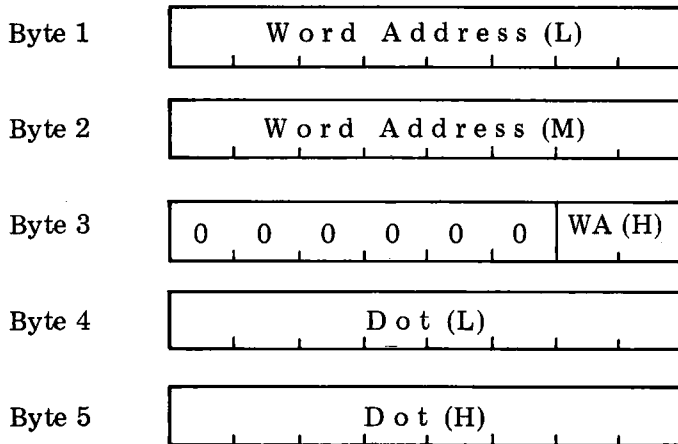 Byte 1 Word Address (L)
Byte 2 Word Address (M)
Byte 3 0 0 0 0 0 0 WA (H)
Byte 4 Dot (L)
Byte 5 Dot (H)